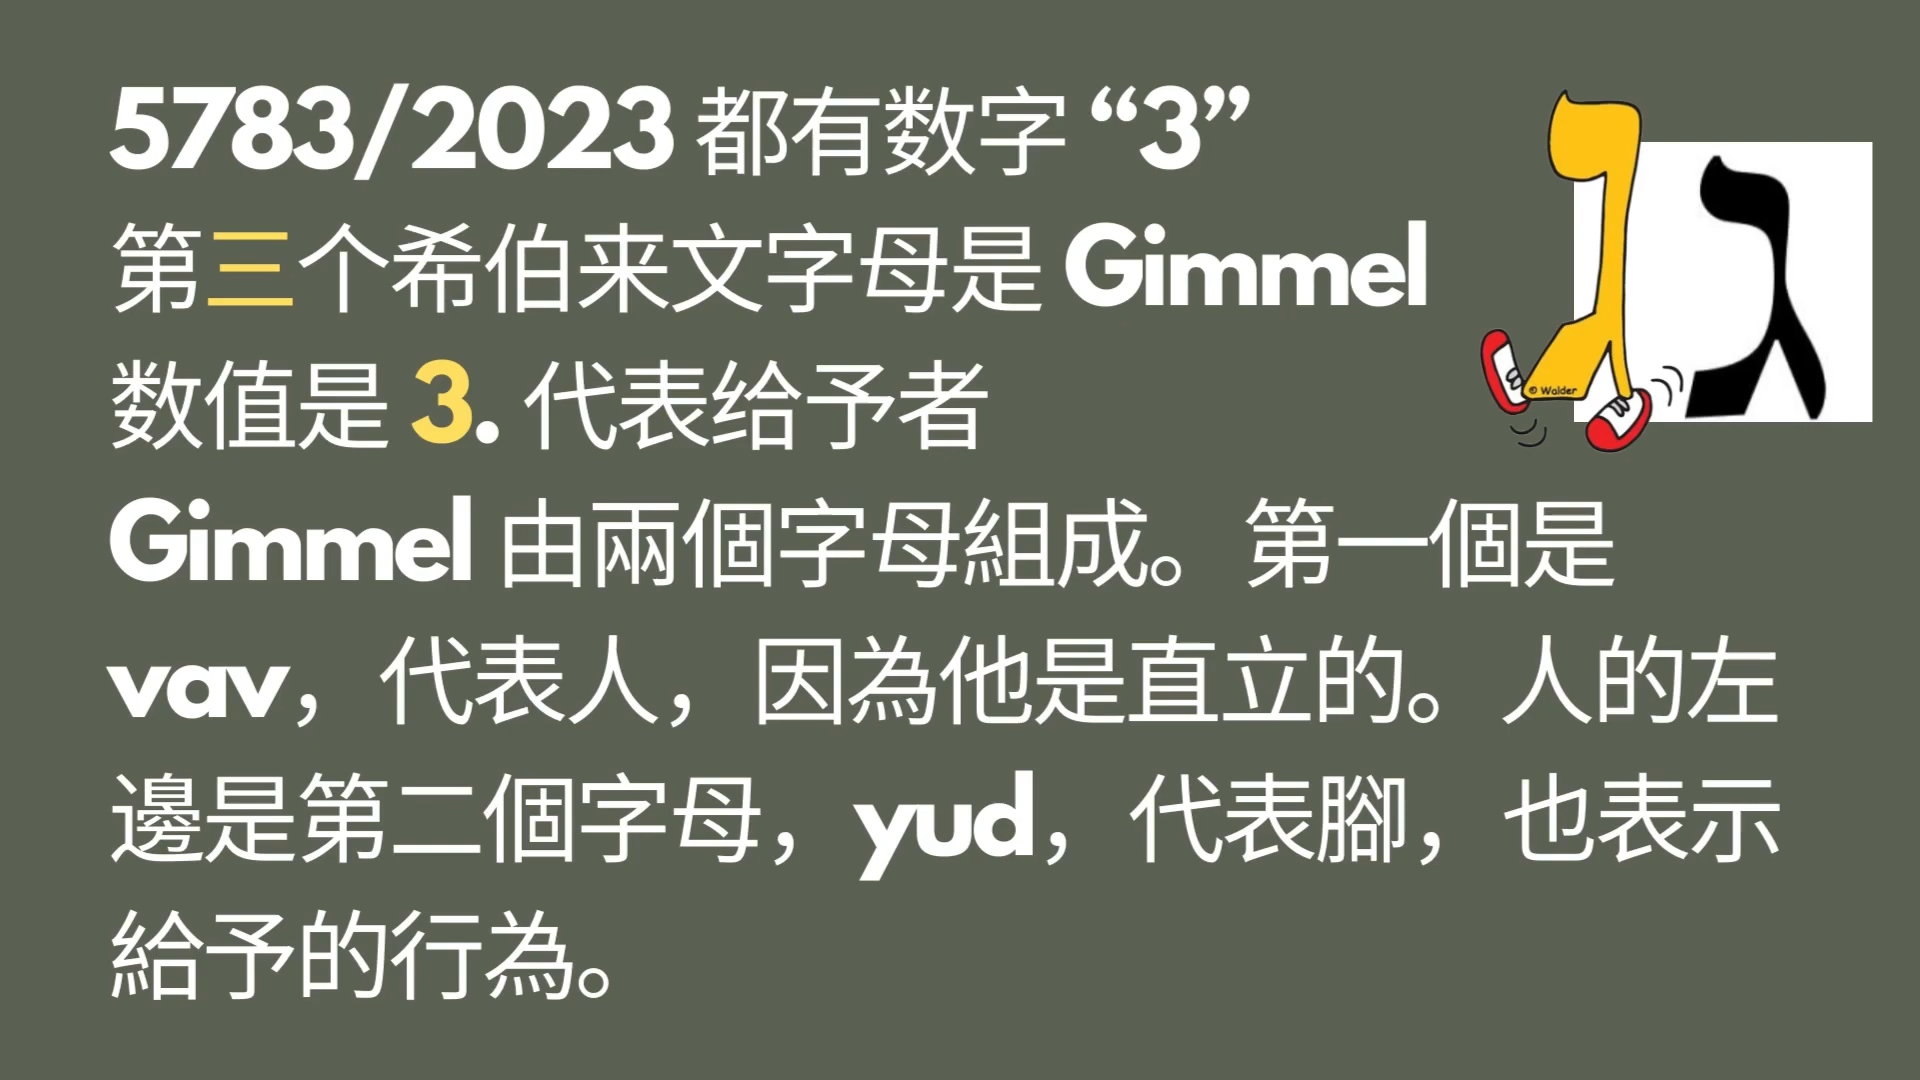 5783/2023 都有数字 “3”
第三个希伯来文字母是 Gimmel
数值是 3. 代表给予者
Gimmel 由兩個字母組成。第一個是
vav，代表人，因為他是直立的。人的左
邊是第二個字母，yud，代表腳，也表示
給予的行為。
© Walder
ג